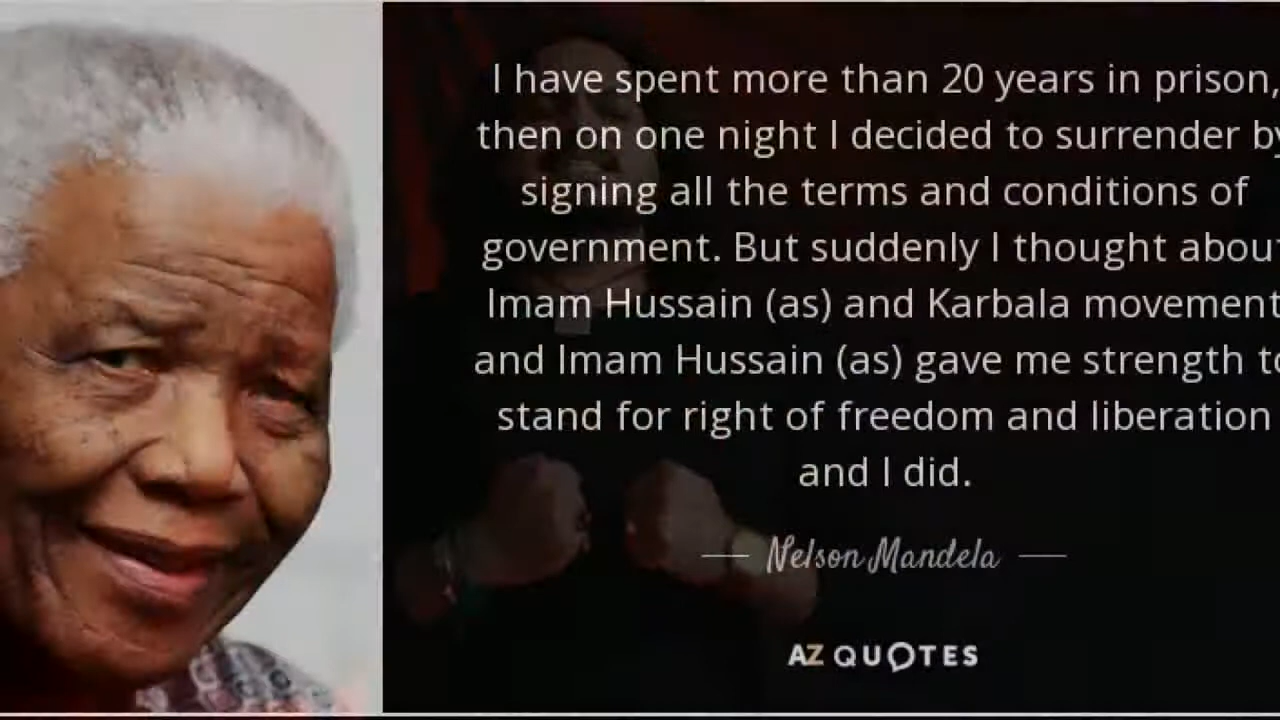 I have spent more than 20 years in prison,
then on one night I decided to surrender by
signing all the terms and conditions of
government. But suddenly I thought about
Imam Hussain (as) and Karbala movement
and Imam Hussain (as) gave me strength to
stand for right of freedom and liberation
and I did.
Nelson Mandela
AZ QUOTES